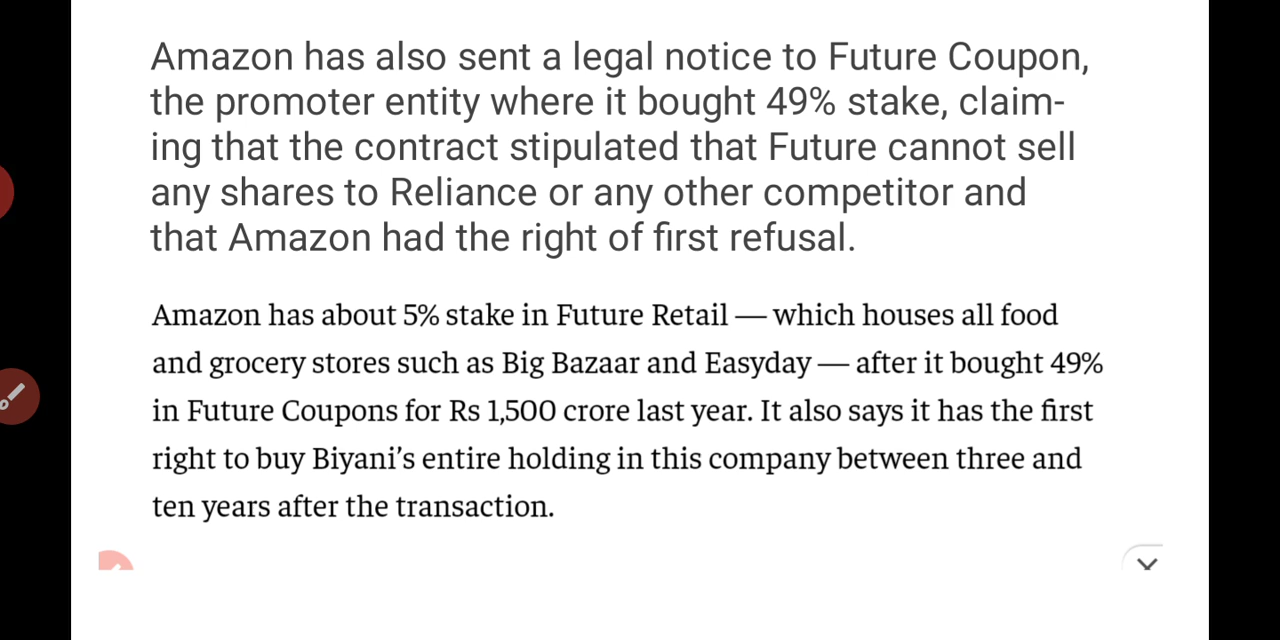 Amazon has also sent a legal notice to Future Coupon,
the promoter entity where it bought 49% stake, claim-
ing that the contract stipulated that Future cannot sell
any shares to Reliance or any other competitor and
that Amazon had the right of first refusal.
Amazon has about 5% stake in Future Retail — which houses all food
and grocery stores such as Big Bazaar and Easyday — after it bought 49%
in Future Coupons for Rs 1,500 crore last year. It also says it has the first
right to buy Biyani’s entire holding in this company between three and
ten years after the transaction.